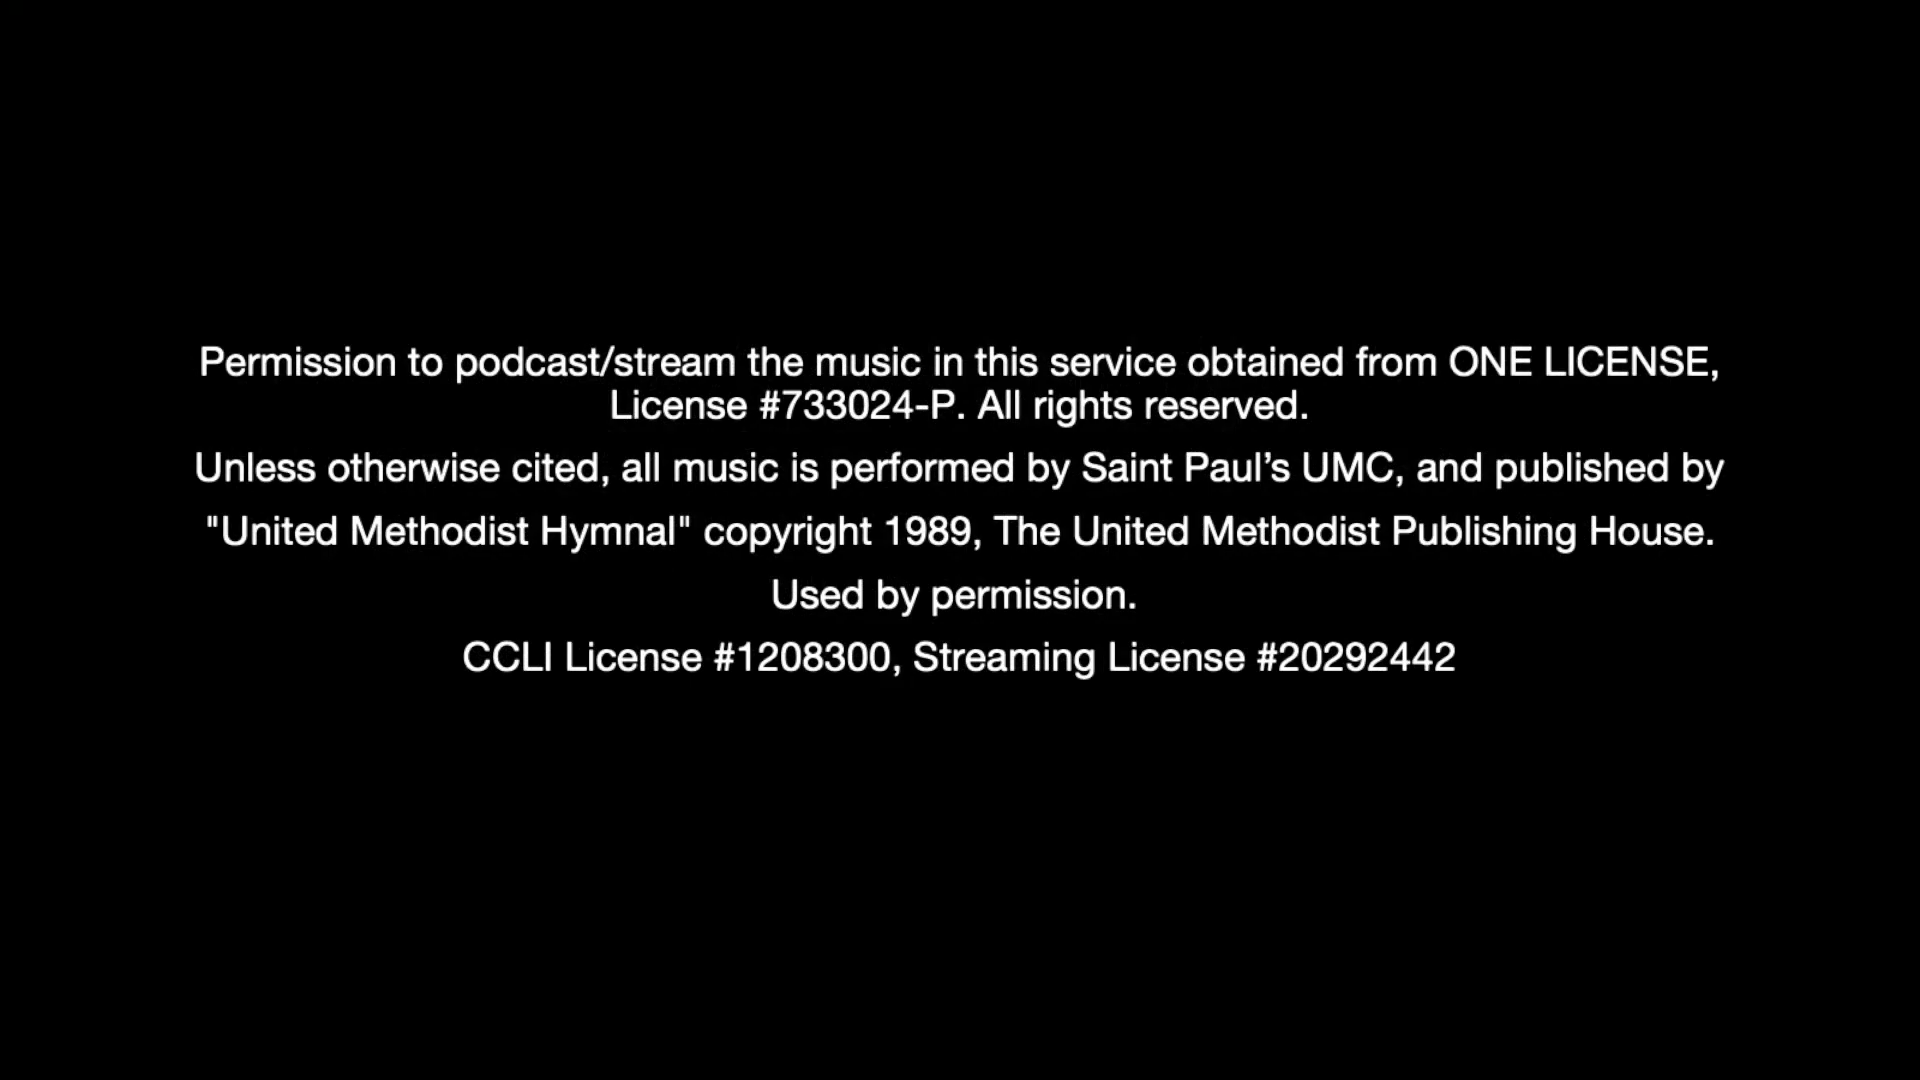 Permission to podcast/stream the music in this service obtained from ONE LICENSE,
License #733024-P. All rights reserved.
Unless otherwise cited, all music is performed by Saint Paul’s UMC, and published by
"United Methodist Hymnal" copyright 1989, The United Methodist Publishing House.
Used by permission.
CCLI License #1208300, Streaming License #20292442